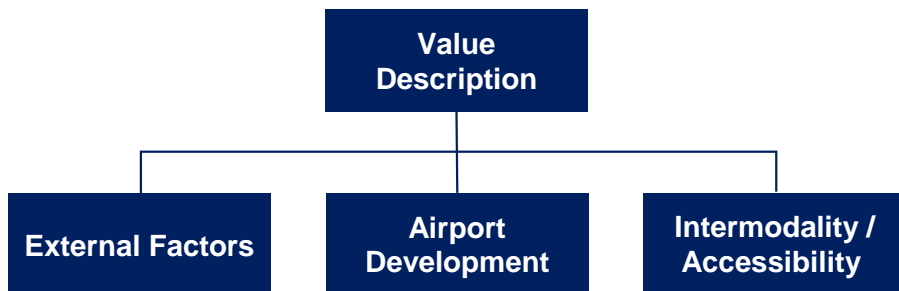 Value
Description
External Factors
Airport
Development
Intermodality /
Accessibility